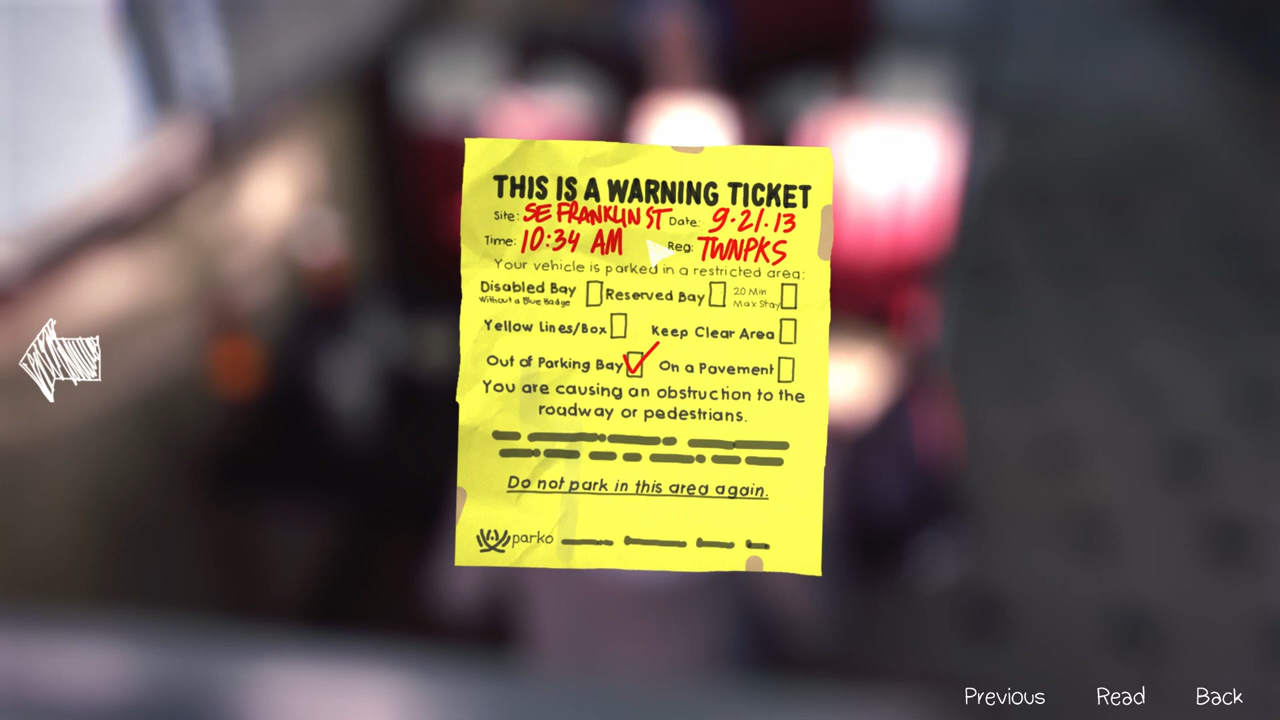 THIS IS A WARNING TICKET
Site: SE FRANKLIN ST Date: 9.21.13
Time: 10:34 AM Reg: TWNPKS
Your vehicle is parked in a restricted area:
Disabled Bay Reserved Bay 20 Min
Without a Blue Badge Max Stay
Yellow Lines/Box Keep Clear Area
Out of Parking Bay On a Pavement
You are causing an obstruction to the
roadway or pedestrians.
Do not park in this area again.
parko
Previous Read Back